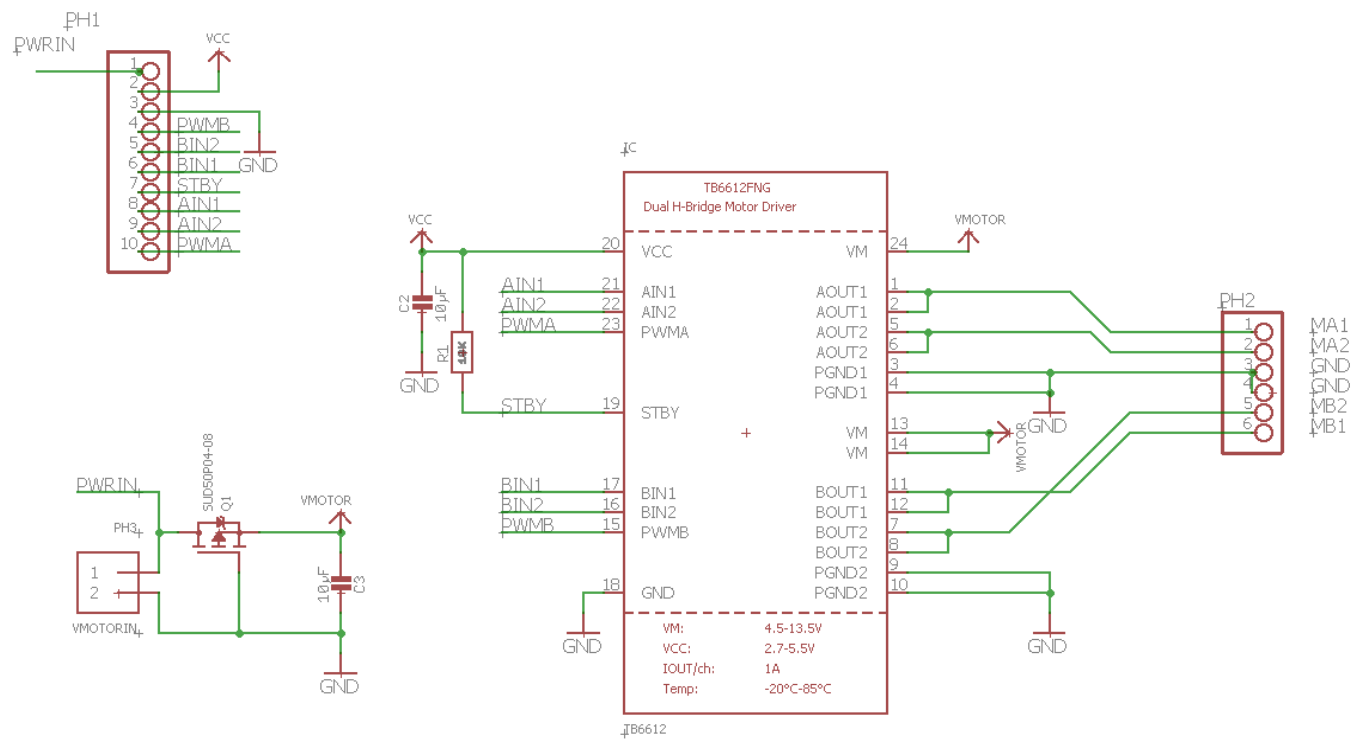 PH1
PWRIN
VCC
1
2
3
4 PWMB
5 BIN2
6 BIN1
7 STBY
8 AIN1
9 AIN2
10 PWMA
GND
IC
TB6612FNG
Dual H-Bridge Motor Driver
VCC
20 VCC
21 AIN1
AIN1
22 AIN2
AIN2
23 PWMA
PWMA
C2
10µF
R1
10K
GND
STBY
19 STBY
BIN1
17 BIN1
BIN2
16 BIN2
PWMB
15 PWMB
18 GND
GND
VM 24
VMOTOR
AOUT1 1
AOUT1 2
AOUT2 5
AOUT2 6
PGND1 3
PGND1 4
GND
VM 13
VM 14
VMOTOR
BOUT1 11
BOUT1 12
BOUT2 7
BOUT2 8
PGND2 9
PGND2 10
GND
PH2
1 MA1
2 MA2
3 GND
4 GND
5 MB2
6 MB1
VM: 4.5-13.5V
VCC: 2.7-5.5V
IOUT/ch: 1A
Temp: -20°C-85°C
TB6612
PWRIN
SUD50P04-08
Q1
VMOTOR
PH3
1
2
VMOTORIN
10µF
C3
GND